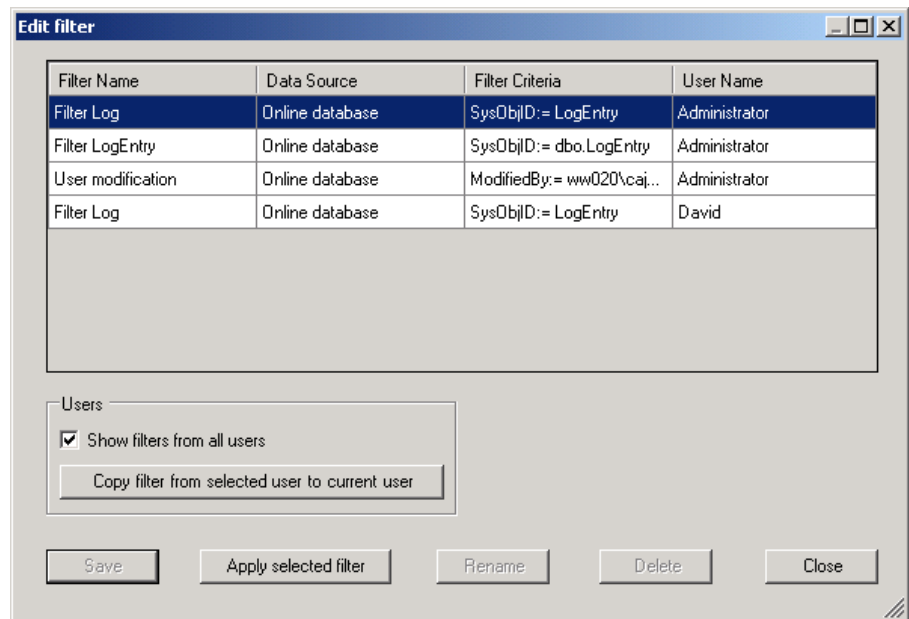 Edit filter
Filter Name Data Source Filter Criteria User Name
Filter Log Online database SysObjID:= LogEntry Administrator
Filter LogEntry Online database SysObjID:= dbo.LogEntry Administrator
User modification Online database ModifiedBy:= ww020\caj... Administrator
Filter Log Online database SysObjID:= LogEntry David
Users
Show filters from all users
Copy filter from selected user to current user
Save Apply selected filter Rename Delete Close